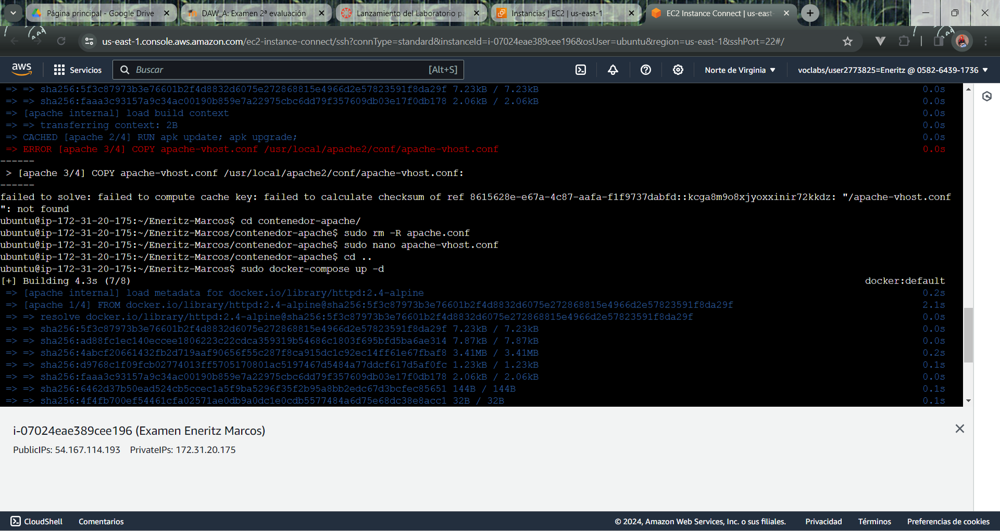 Página principal - Google Drive
DAW_A: Examen 2ª evaluación
Lanzamiento del Laboratorio pa
Instancias | EC2 | us-east-1
EC2 Instance Connect | us-east-
us-east-1.console.aws.amazon.com/ec2-instance-connect/ssh?connType=standard&instanceId=i-07024eae389cee196&osUser=ubuntu&region=us-east-1&sshPort=22#/
aws
Servicios
Buscar
[Alt+S]
Norte de Virginia
voclabs/user2773825=Eneritz @ 0582-6439-1736
=> => sha256:5f3c87973b3e76601b2f4d8832d6075e272868815e4966d2e57823591f8da29f 7.23kB / 7.23kB 0.0s
=> => sha256:faaa3c93157a9c34ac00190b859e7a22975cbc6dd79f357609db03e17f0db178 2.06kB / 2.06kB 0.0s
=> [apache internal] load build context 0.0s
=> => transferring context: 2B 0.0s
=> CACHED [apache 2/4] RUN apk update; apk upgrade; 0.0s
=> ERROR [apache 3/4] COPY apache-vhost.conf /usr/local/apache2/conf/apache-vhost.conf 0.0s
------
> [apache 3/4] COPY apache-vhost.conf /usr/local/apache2/conf/apache-vhost.conf:
------
failed to solve: failed to compute cache key: failed to calculate checksum of ref 8615628e-e67a-4c87-aafa-f1f9737dabfd::kcga8m9o8xjyoxxinir72kkdz: "/apache-vhost.conf
": not found
ubuntu@ip-172-31-20-175:~/Eneritz-Marcos$ cd contenedor-apache/
ubuntu@ip-172-31-20-175:~/Eneritz-Marcos/contenedor-apache$ sudo rm -R apache.conf
ubuntu@ip-172-31-20-175:~/Eneritz-Marcos/contenedor-apache$ sudo nano apache-vhost.conf
ubuntu@ip-172-31-20-175:~/Eneritz-Marcos/contenedor-apache$ cd ..
ubuntu@ip-172-31-20-175:~/Eneritz-Marcos$ sudo docker-compose up -d
[+] Building 4.3s (7/8) docker:default
=> [apache internal] load metadata for docker.io/library/httpd:2.4-alpine 0.2s
=> [apache 1/4] FROM docker.io/library/httpd:2.4-alpine@sha256:5f3c87973b3e76601b2f4d8832d6075e272868815e4966d2e57823591f8da29f 2.1s
=> => resolve docker.io/library/httpd:2.4-alpine@sha256:5f3c87973b3e76601b2f4d8832d6075e272868815e4966d2e57823591f8da29f 0.0s
=> => sha256:5f3c87973b3e76601b2f4d8832d6075e272868815e4966d2e57823591f8da29f 7.23kB / 7.23kB 0.0s
=> => sha256:ad88fc1ec140eccee1806223c22cdca359319b54686c1803f695bfd5ba6ae314 7.87kB / 7.87kB 0.0s
=> => sha256:4abcf20661432fb2d719aaf90656f55c287f8ca915dc1c92ec14ff61e67fbaf8 3.41MB / 3.41MB 0.2s
=> => sha256:d9768c1f09fcb02774013ff5705170801ac5197467d5484a77ddcf617d5af0fc 1.23kB / 1.23kB 0.1s
=> => sha256:faaa3c93157a9c34ac00190b859e7a22975cbc6dd79f357609db03e17f0db178 2.06kB / 2.06kB 0.0s
=> => sha256:6462d37b50ead524cb5ccec1a5f9ba5296f35f2b95a8bb2edc67d3bcfec85651 144B / 144B 0.1s
=> => sha256:4f4fb700ef54461cfa02571ae0db9a0dc1e0cdb5577484a6d75e68dc38e8acc1 32B / 32B 0.1s
i-07024eae389cee196 (Examen Eneritz Marcos)
PublicIPs: 54.167.114.193 PrivateIPs: 172.31.20.175
CloudShell
Comentarios
© 2024, Amazon Web Services, Inc. o sus filiales.
Privacidad
Términos
Preferencias de cookies